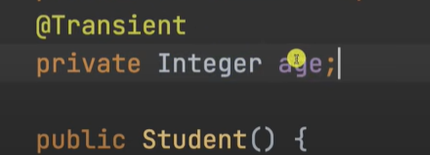 @Transient
private Integer age;
public Student() {